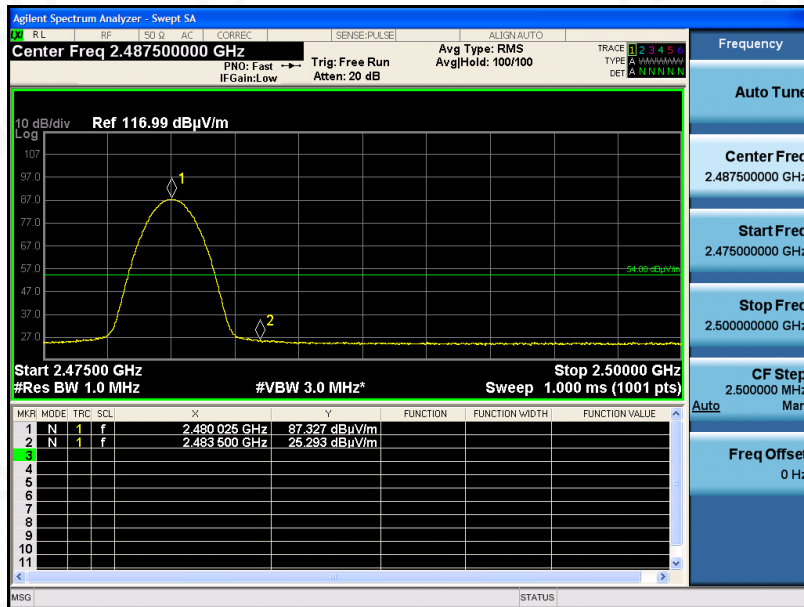 Agilent Spectrum Analyzer - Swept SA
LXI RL RF 50 Ω AC CORREC SENSE:PULSE ALIGN AUTO
Center Freq 2.487500000 GHz
PNO: Fast
IFGain:Low
Trig: Free Run
Atten: 20 dB
Avg Type: RMS
Avg|Hold: 100/100
TRACE 1 2 3 4 5 6
TYPE A WWWWWW
DET A N N N N N
10 dB/div Ref 116.99 dBµV/m
Log
107
97.0
87.0
77.0
67.0
57.0
47.0
37.0
27.0
1
54.00 dBµV/m
2
Start 2.47500 GHz
Stop 2.50000 GHz
#Res BW 1.0 MHz
#VBW 3.0 MHz*
Sweep 1.000 ms (1001 pts)
MKR MODE TRC SCL X Y FUNCTION FUNCTION WIDTH FUNCTION VALUE
1 N 1 f 2.480 025 GHz 87.327 dBµV/m
2 N 1 f 2.483 500 GHz 25.293 dBµV/m
3
4
5
6
7
8
9
10
11
MSG
STATUS
Frequency
Auto Tune
Center Freq
2.487500000 GHz
Start Freq
2.475000000 GHz
Stop Freq
2.500000000 GHz
CF Step
2.500000 MHz
Auto Man
Freq Offset
0 Hz